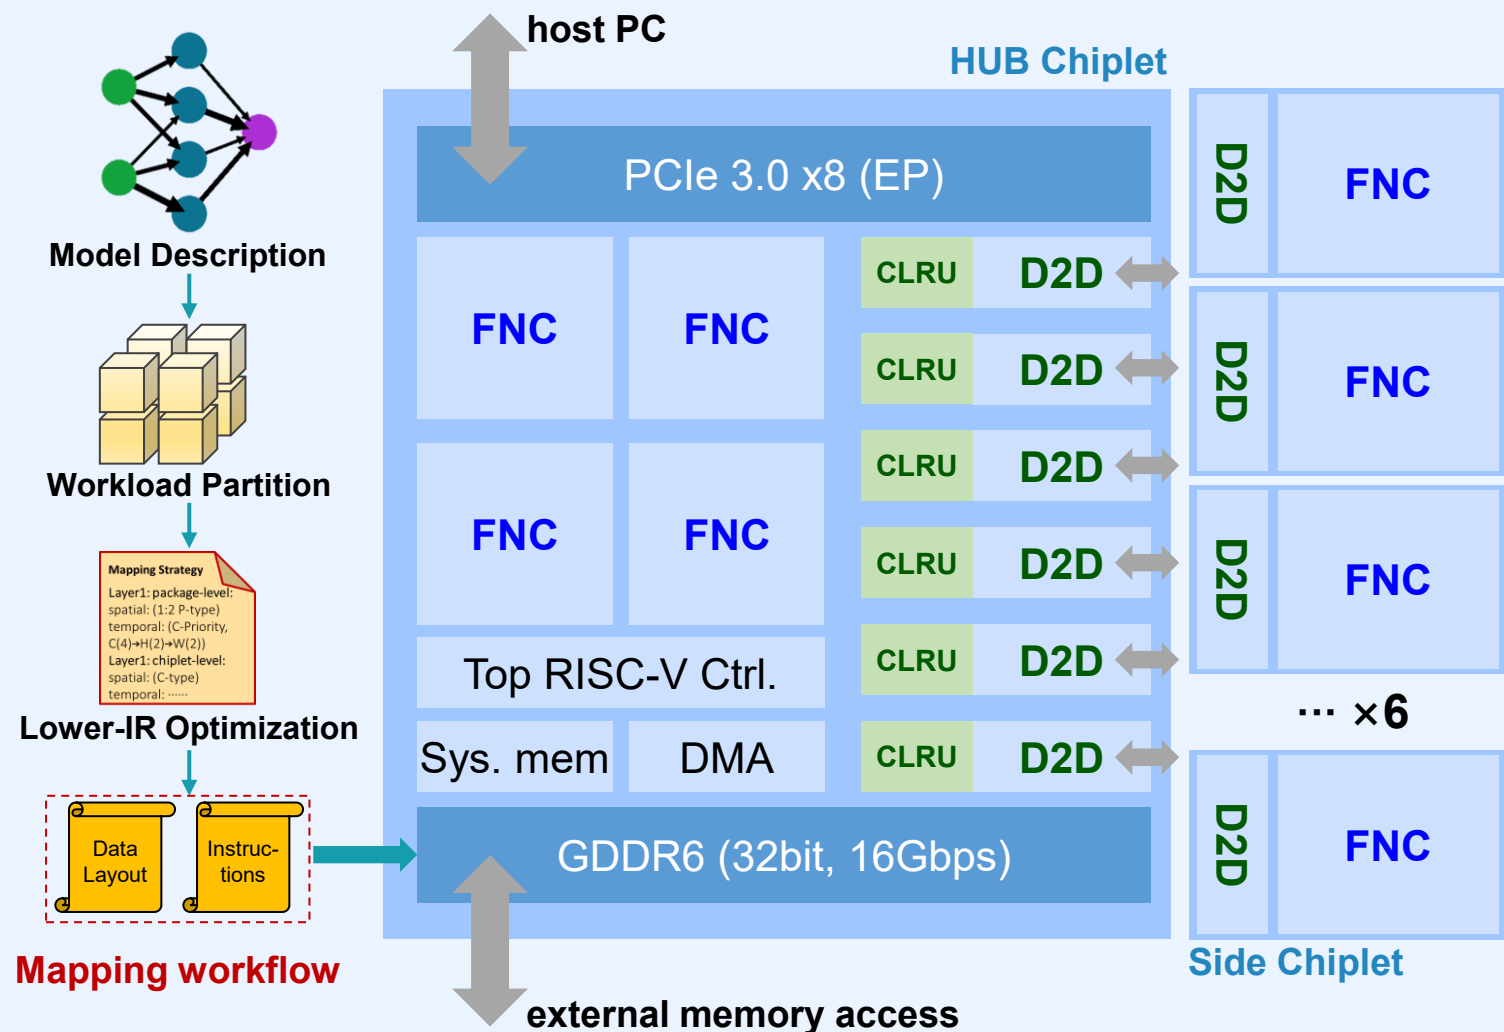 host PC
HUB Chiplet
Model Description
Workload Partition
Mapping Strategy
Layer1: package-level:
spatial: (1:2 P-type)
temporal: (C-Priority,
C(4)→H(2)→W(2))
Layer1: chiplet-level:
spatial: (C-type)
temporal: ······
Lower-IR Optimization
Data
Layout
Instruc-
tions
Mapping workflow
PCIe 3.0 x8 (EP)
FNC
FNC
FNC
FNC
Top RISC-V Ctrl.
Sys. mem
DMA
CLRU
D2D
CLRU
D2D
CLRU
D2D
CLRU
D2D
CLRU
D2D
CLRU
D2D
GDDR6 (32bit, 16Gbps)
external memory access
D2D
FNC
D2D
FNC
D2D
FNC
··· ×6
D2D
FNC
Side Chiplet